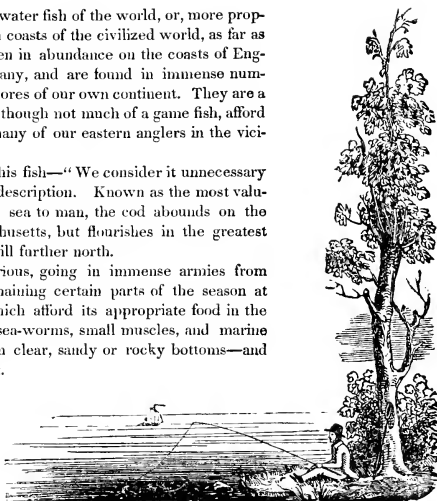 water fish of the world, or, more prop-
coasts of the civilized world, as far as
en in abundance on the coasts of Eng-
any, and are found in immense num-
ores of our own continent. They are a
though not much of a game fish, afford
nany of our eastern anglers in the vici-
his fish—“ We consider it unnecessary
description. Known as the most valu-
sea to man, the cod abounds on the
husetts, but flourishes in the greatest
ill further north.
rious, going in immense armies from
naining certain parts of the season at
hich afford its appropriate food in the
sea-worms, small muscles, and marine
n clear, sandy or rocky bottoms—and